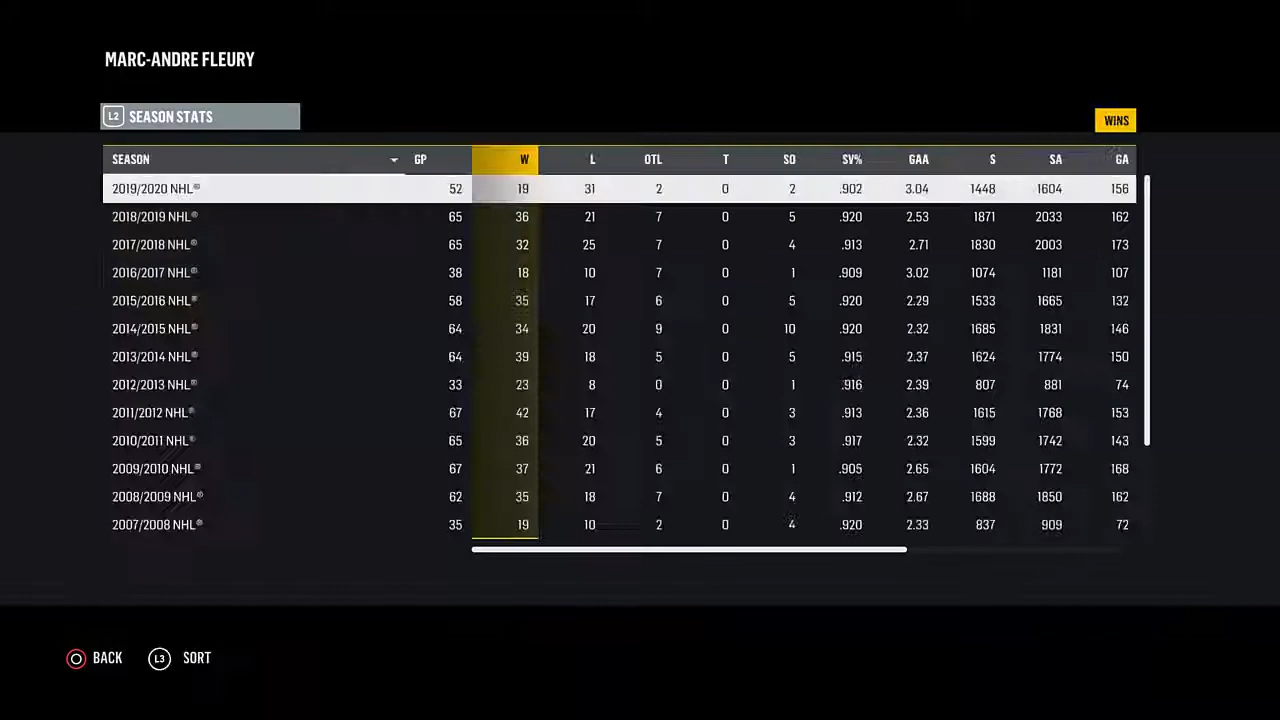 MARC-ANDRE FLEURY
L2 SEASON STATS
WINS
SEASON GP W L OTL T SO SV% GAA S SA GA
2019/2020 NHL® 52 19 31 2 0 2 .902 3.04 1448 1604 156
2018/2019 NHL® 65 36 21 7 0 5 .920 2.53 1871 2033 162
2017/2018 NHL® 65 32 25 7 0 4 .913 2.71 1830 2003 173
2016/2017 NHL® 38 18 10 7 0 1 .909 3.02 1074 1181 107
2015/2016 NHL® 58 35 17 6 0 5 .920 2.29 1533 1665 132
2014/2015 NHL® 64 34 20 9 0 10 .920 2.32 1685 1831 146
2013/2014 NHL® 64 39 18 5 0 5 .915 2.37 1624 1774 150
2012/2013 NHL® 33 23 8 0 0 1 .916 2.39 807 881 74
2011/2012 NHL® 67 42 17 4 0 3 .913 2.36 1615 1768 153
2010/2011 NHL® 65 36 20 5 0 3 .917 2.32 1599 1742 143
2009/2010 NHL® 67 37 21 6 0 1 .905 2.65 1604 1772 168
2008/2009 NHL® 62 35 18 7 0 4 .912 2.67 1688 1850 162
2007/2008 NHL® 35 19 10 2 0 4 .920 2.33 837 909 72
BACK L3 SORT